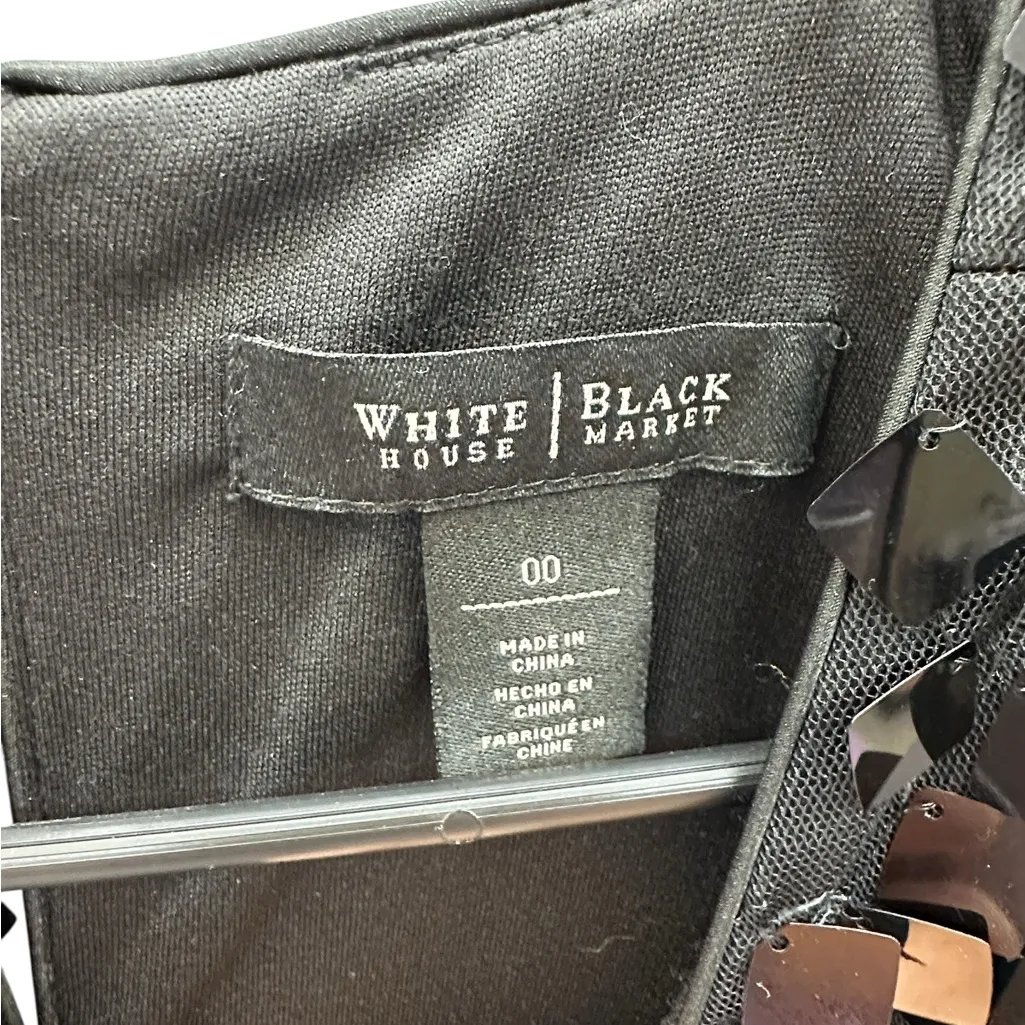 WHITE | BLACK
HOUSE MARKET
00
MADE IN
CHINA
HECHO EN
CHINA
FABRIQUÉ EN
CHINE